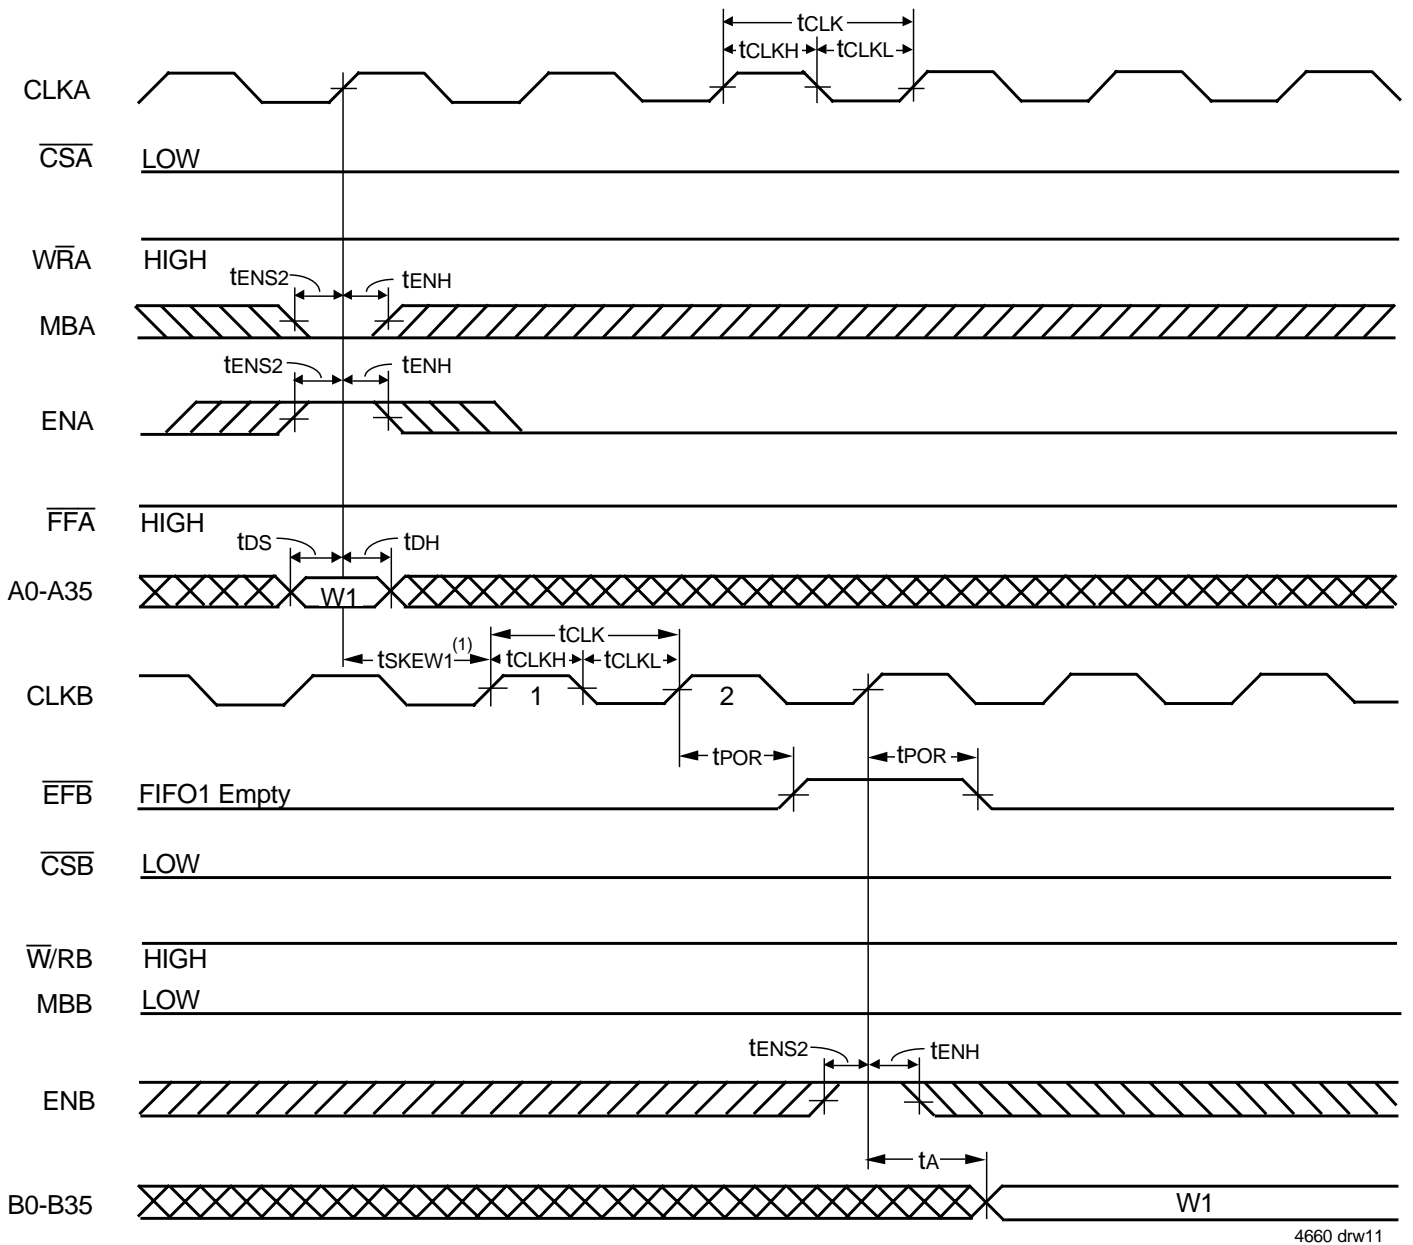 tCLK
tCLKH tCLKL
CLKA
CSA LOW
WRA HIGH
tENS2 tENH
MBA
tENS2 tENH
ENA
FFA HIGH
tDS tDH
A0-A35 W1
tCLK
tSKEW1(1) tCLKH tCLKL
CLKB 1 2
tPOR tPOR
EFB FIFO1 Empty
CSB LOW
W/RB HIGH
MBB LOW
tENS2 tENH
ENB
tA
B0-B35 W1
4660 drw11